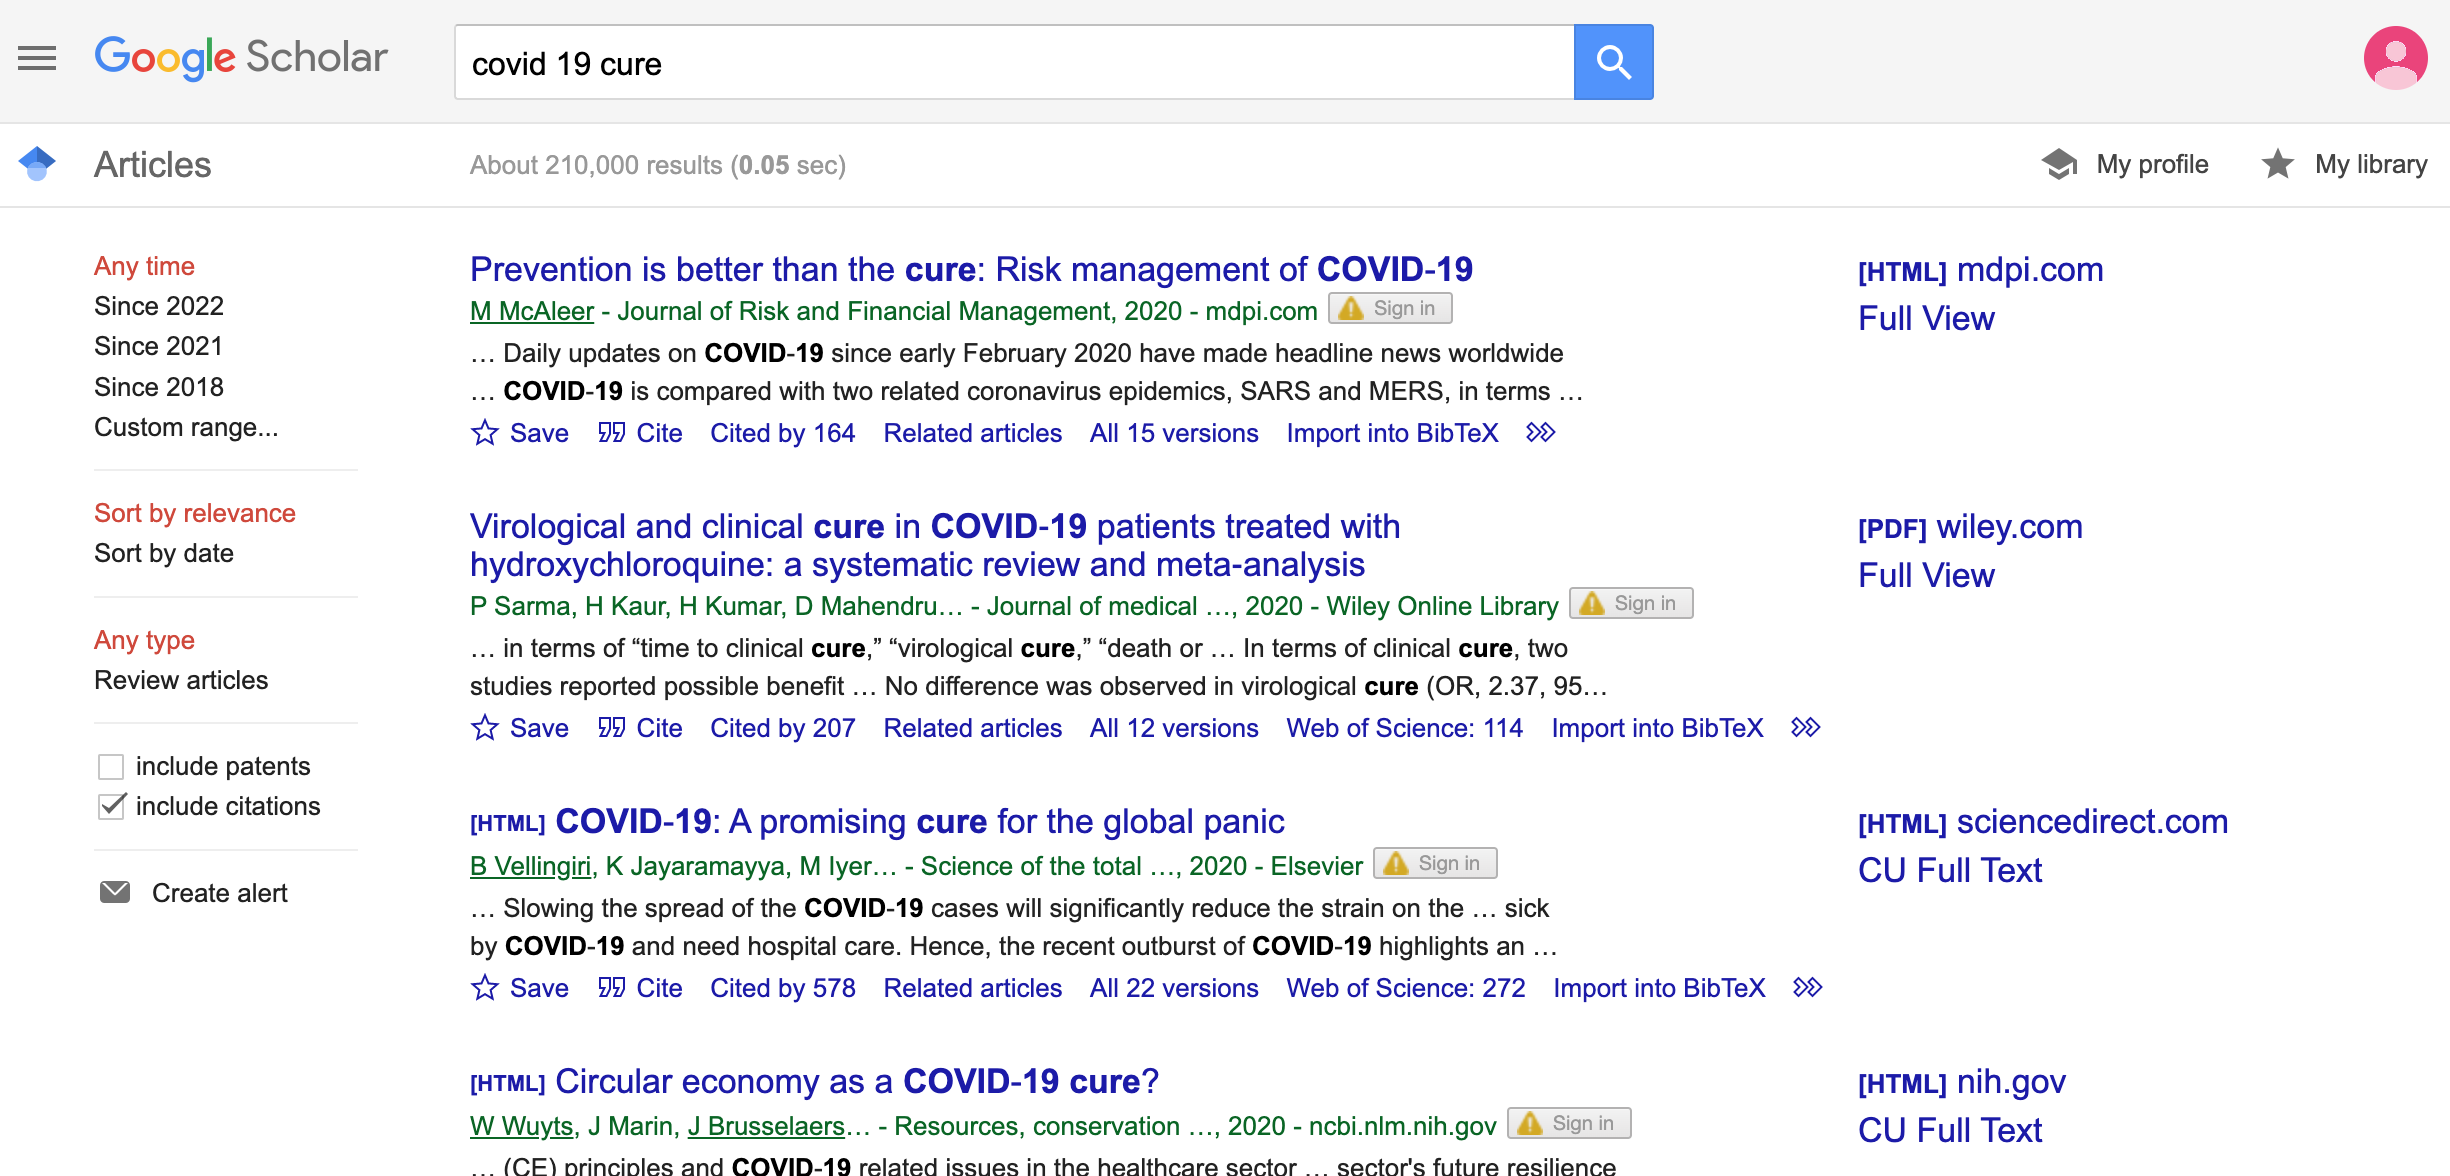 Google Scholar
covid 19 cure
Articles
About 210,000 results (0.05 sec)
My profile
My library
Any time
Since 2022
Since 2021
Since 2018
Custom range...
Sort by relevance
Sort by date
Any type
Review articles
include patents
include citations
Create alert
Prevention is better than the cure: Risk management of COVID-19
M McAleer - Journal of Risk and Financial Management, 2020 - mdpi.com Sign in
… Daily updates on COVID-19 since early February 2020 have made headline news worldwide
… COVID-19 is compared with two related coronavirus epidemics, SARS and MERS, in terms …
Save Cite Cited by 164 Related articles All 15 versions Import into BibTeX
[HTML] mdpi.com
Full View
Virological and clinical cure in COVID-19 patients treated with
hydroxychloroquine: a systematic review and meta-analysis
P Sarma, H Kaur, H Kumar, D Mahendru… - Journal of medical …, 2020 - Wiley Online Library Sign in
… in terms of “time to clinical cure,” “virological cure,” “death or … In terms of clinical cure, two
studies reported possible benefit … No difference was observed in virological cure (OR, 2.37, 95…
Save Cite Cited by 207 Related articles All 12 versions Web of Science: 114 Import into BibTeX
[PDF] wiley.com
Full View
[HTML] COVID-19: A promising cure for the global panic
B Vellingiri, K Jayaramayya, M Iyer… - Science of the total …, 2020 - Elsevier Sign in
… Slowing the spread of the COVID-19 cases will significantly reduce the strain on the … sick
by COVID-19 and need hospital care. Hence, the recent outburst of COVID-19 highlights an …
Save Cite Cited by 578 Related articles All 22 versions Web of Science: 272 Import into BibTeX
[HTML] sciencedirect.com
CU Full Text
[HTML] Circular economy as a COVID-19 cure?
W Wuyts, J Marin, J Brusselaers… - Resources, conservation …, 2020 - ncbi.nlm.nih.gov Sign in
… (CE) principles and COVID-19 related issues in the healthcare sector … sector's future resilience
[HTML] nih.gov
CU Full Text